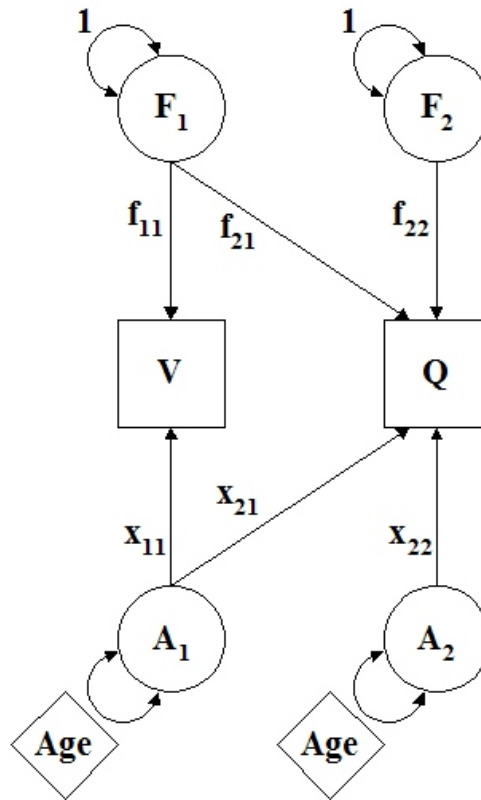 1 1
F₁ F₂
f₁₁ f₂₁ f₂₂
V Q
x₁₁ x₂₁ x₂₂
A₁ A₂
Age Age